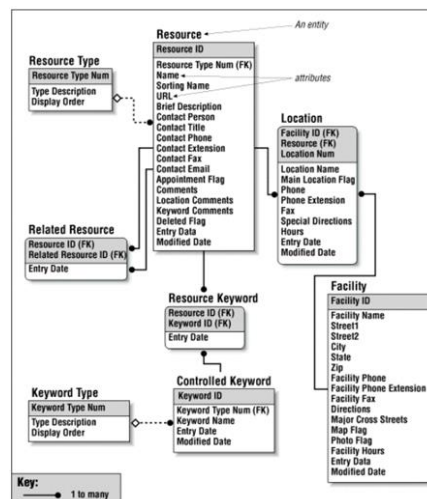 Resource
An entity
Resource ID
Resource Type Num (FK)
Name
Sorting Name
URL
attributes
Brief Description
Contact Person
Contact Title
Contact Phone
Contact Extension
Contact Fax
Contact Email
Appointment Flag
Comments
Location Comments
Keyword Comments
Deleted Flag
Entry Data
Modified Date
Resource Type
Resource Type Num
Type Description
Display Order
Location
Facility ID (FK)
Resource (FK)
Location Num
Location Name
Main Location Flag
Phone
Phone Extension
Fax
Special Directions
Hours
Entry Date
Modified Date
Related Resource
Resource ID (FK)
Related Resource ID (FK)
Entry Date
Resource Keyword
Resource ID (FK)
Keyword ID (FK)
Entry Date
Facility
Facility ID
Facility Name
Street1
Street2
City
State
Zip
Facility Phone
Facility Phone Extension
Facility Fax
Directions
Major Cross Streets
Map Flag
Photo Flag
Facility Hours
Entry Data
Modified Date
Keyword Type
Keyword Type Num
Type Description
Display Order
Controlled Keyword
Keyword ID
Keyword Type Num (FK)
Keyword Name
Entry Date
Modified Date
Key:
1 to many